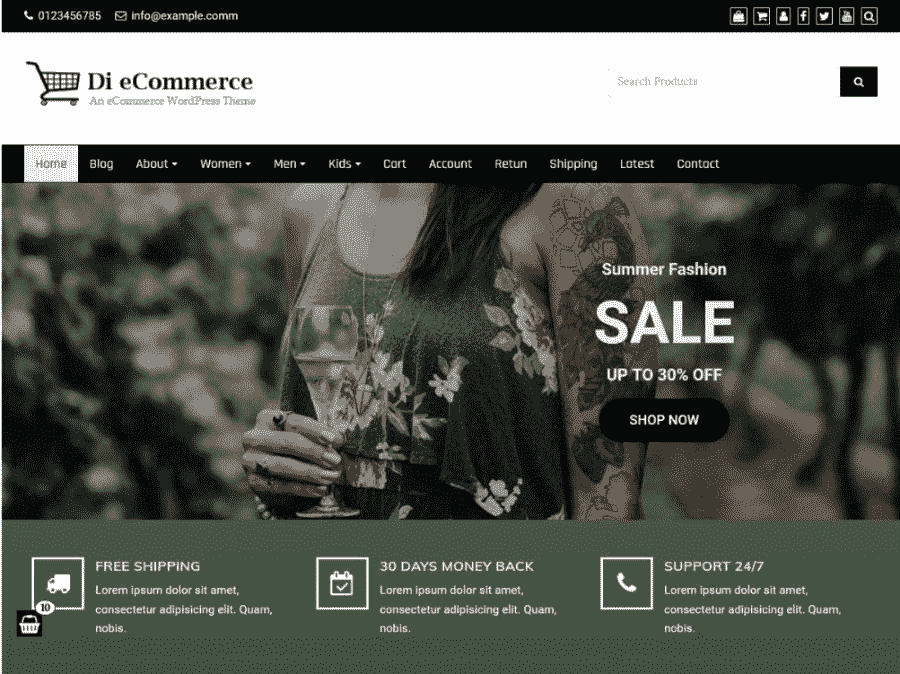 0123456785 info@example.comm
Di eCommerce
An eCommerce WordPress Theme
Search Products
Home Blog About Women Men Kids Cart Account Retun Shipping Latest Contact
Summer Fashion
SALE
UP TO 30% OFF
SHOP NOW
FREE SHIPPING
Lorem ipsum dolor sit amet,
consectetur adipisicing elit. Quam,
nobis.
30 DAYS MONEY BACK
Lorem ipsum dolor sit amet,
consectetur adipisicing elit. Quam,
nobis.
SUPPORT 24/7
Lorem ipsum dolor sit amet,
consectetur adipisicing elit. Quam,
nobis.
10